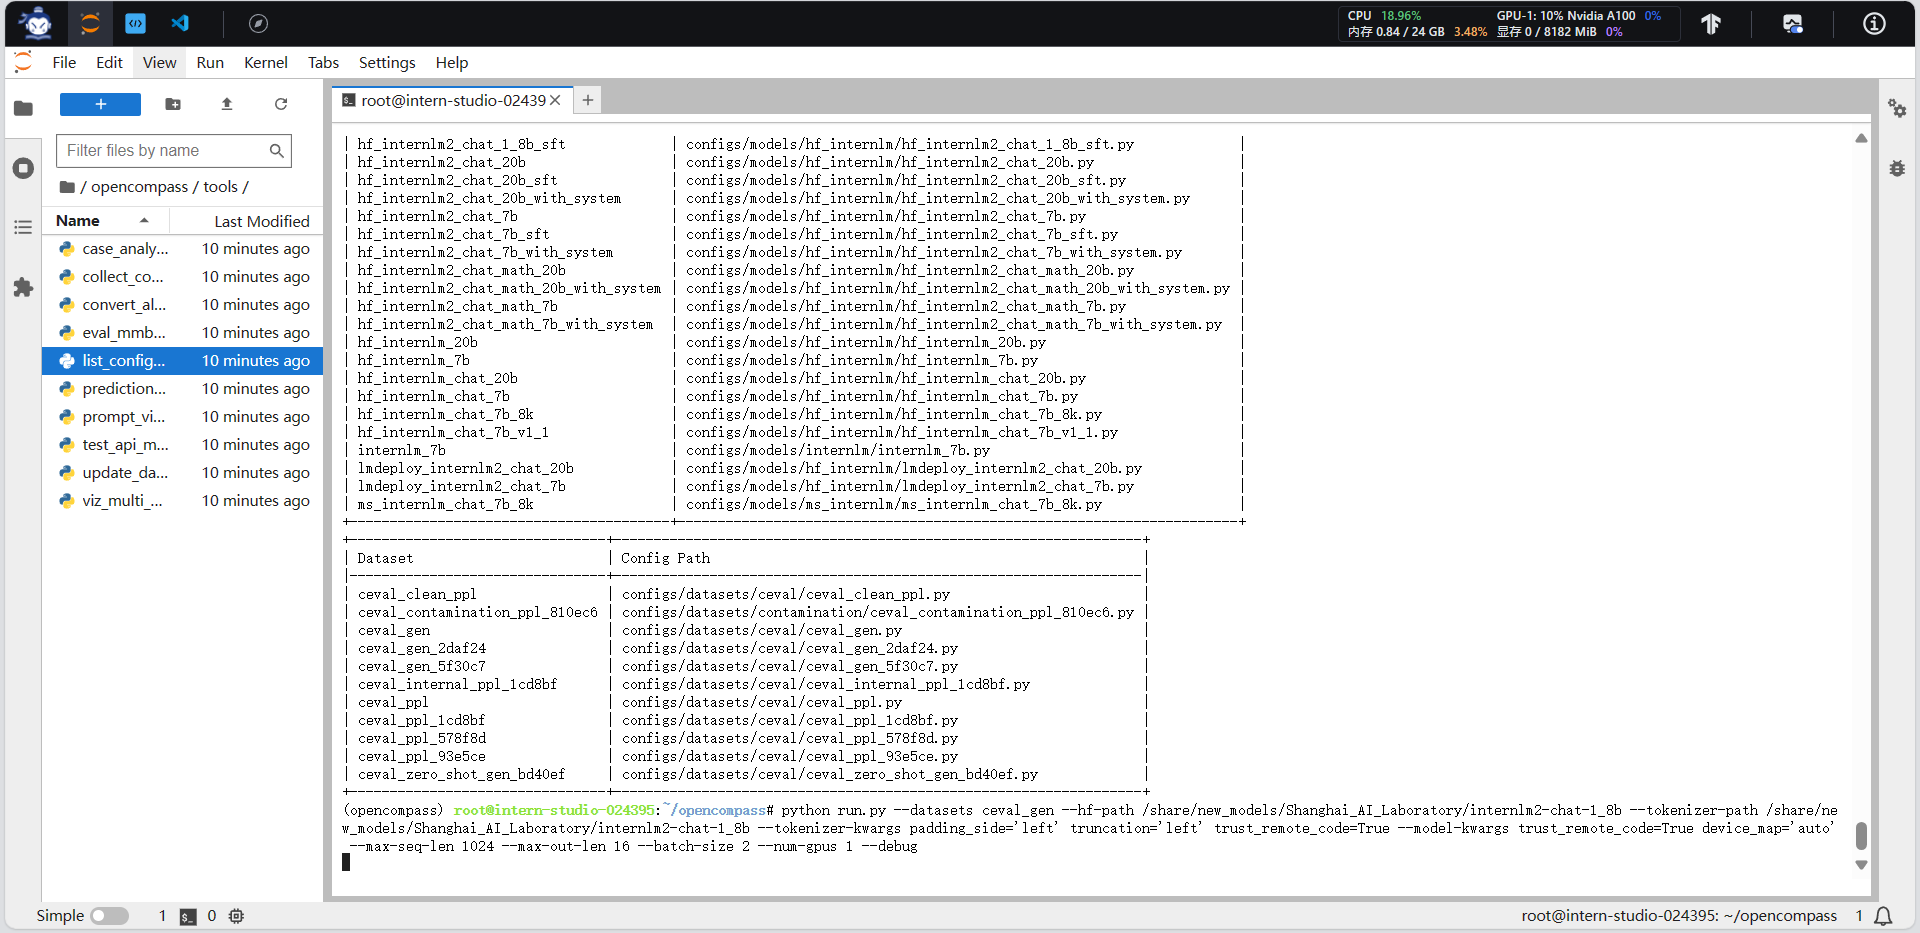 CPU 18.96% GPU-1: 10% Nvidia A100 0%
内存 0.84 / 24 GB 3.48% 显存 0 / 8182 MiB 0%
File Edit View Run Kernel Tabs Settings Help
root@intern-studio-02439
Filter files by name
/ opencompass / tools /
Name Last Modified
case_analy... 10 minutes ago
collect_co... 10 minutes ago
convert_al... 10 minutes ago
eval_mmb... 10 minutes ago
list_config... 10 minutes ago
prediction... 10 minutes ago
prompt_vi... 10 minutes ago
test_api_m... 10 minutes ago
update_da... 10 minutes ago
viz_multi_... 10 minutes ago
| hf_internlm2_chat_1_8b_sft | configs/models/hf_internlm/hf_internlm2_chat_1_8b_sft.py |
| hf_internlm2_chat_20b | configs/models/hf_internlm/hf_internlm2_chat_20b.py |
| hf_internlm2_chat_20b_sft | configs/models/hf_internlm/hf_internlm2_chat_20b_sft.py |
| hf_internlm2_chat_20b_with_system | configs/models/hf_internlm/hf_internlm2_chat_20b_with_system.py |
| hf_internlm2_chat_7b | configs/models/hf_internlm/hf_internlm2_chat_7b.py |
| hf_internlm2_chat_7b_sft | configs/models/hf_internlm/hf_internlm2_chat_7b_sft.py |
| hf_internlm2_chat_7b_with_system | configs/models/hf_internlm/hf_internlm2_chat_7b_with_system.py |
| hf_internlm2_chat_math_20b | configs/models/hf_internlm/hf_internlm2_chat_math_20b.py |
| hf_internlm2_chat_math_20b_with_system | configs/models/hf_internlm/hf_internlm2_chat_math_20b_with_system.py |
| hf_internlm2_chat_math_7b | configs/models/hf_internlm/hf_internlm2_chat_math_7b.py |
| hf_internlm2_chat_math_7b_with_system | configs/models/hf_internlm/hf_internlm2_chat_math_7b_with_system.py |
| hf_internlm_20b | configs/models/hf_internlm/hf_internlm_20b.py |
| hf_internlm_7b | configs/models/hf_internlm/hf_internlm_7b.py |
| hf_internlm_chat_20b | configs/models/hf_internlm/hf_internlm_chat_20b.py |
| hf_internlm_chat_7b | configs/models/hf_internlm/hf_internlm_chat_7b.py |
| hf_internlm_chat_7b_8k | configs/models/hf_internlm/hf_internlm_chat_7b_8k.py |
| hf_internlm_chat_7b_v1_1 | configs/models/hf_internlm/hf_internlm_chat_7b_v1_1.py |
| internlm_7b | configs/models/internlm/internlm_7b.py |
| lmdeploy_internlm2_chat_20b | configs/models/hf_internlm/lmdeploy_internlm2_chat_20b.py |
| lmdeploy_internlm2_chat_7b | configs/models/hf_internlm/lmdeploy_internlm2_chat_7b.py |
| ms_internlm_chat_7b_8k | configs/models/ms_internlm/ms_internlm_chat_7b_8k.py |
| Dataset | Config Path |
| ceval_clean_ppl | configs/datasets/ceval/ceval_clean_ppl.py |
| ceval_contamination_ppl_810ec6 | configs/datasets/contamination/ceval_contamination_ppl_810ec6.py |
| ceval_gen | configs/datasets/ceval/ceval_gen.py |
| ceval_gen_2daf24 | configs/datasets/ceval/ceval_gen_2daf24.py |
| ceval_gen_5f30c7 | configs/datasets/ceval/ceval_gen_5f30c7.py |
| ceval_internal_ppl_1cd8bf | configs/datasets/ceval/ceval_internal_ppl_1cd8bf.py |
| ceval_ppl | configs/datasets/ceval/ceval_ppl.py |
| ceval_ppl_1cd8bf | configs/datasets/ceval/ceval_ppl_1cd8bf.py |
| ceval_ppl_578f8d | configs/datasets/ceval/ceval_ppl_578f8d.py |
| ceval_ppl_93e5ce | configs/datasets/ceval/ceval_ppl_93e5ce.py |
| ceval_zero_shot_gen_bd40ef | configs/datasets/ceval/ceval_zero_shot_gen_bd40ef.py |
(opencompass) root@intern-studio-024395:~/opencompass# python run.py --datasets ceval_gen --hf-path /share/new_models/Shanghai_AI_Laboratory/internlm2-chat-1_8b --tokenizer-path /share/ne
w_models/Shanghai_AI_Laboratory/internlm2-chat-1_8b --tokenizer-kwargs padding_side='left' truncation='left' trust_remote_code=True --model-kwargs trust_remote_code=True device_map='auto'
--max-seq-len 1024 --max-out-len 16 --batch-size 2 --num-gpus 1 --debug
Simple 1 0 root@intern-studio-024395: ~/opencompass 1